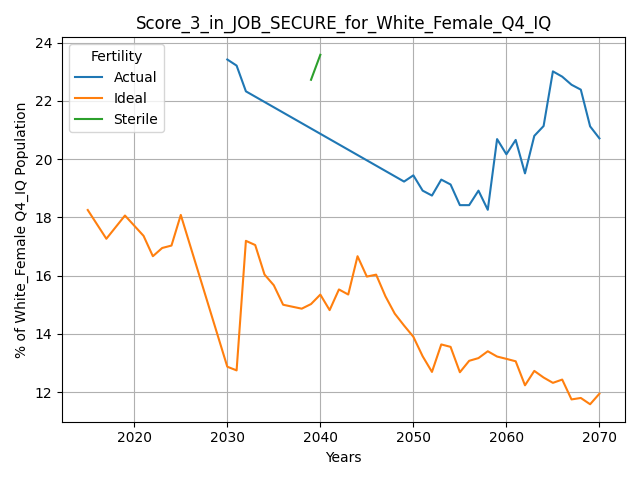 Score_3_in_JOB_SECURE_for_White_Female_Q4_IQ
% of White_Female Q4_IQ Population
24
22
20
18
16
14
12
Fertility
Actual
Ideal
Sterile
2020 2030 2040 2050 2060 2070
Years